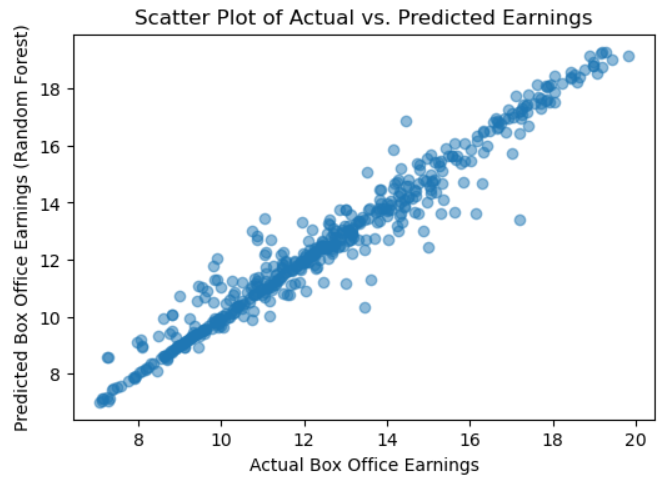 Scatter Plot of Actual vs. Predicted Earnings
Predicted Box Office Earnings (Random Forest)
18
16
14
12
10
8
8 10 12 14 16 18 20
Actual Box Office Earnings